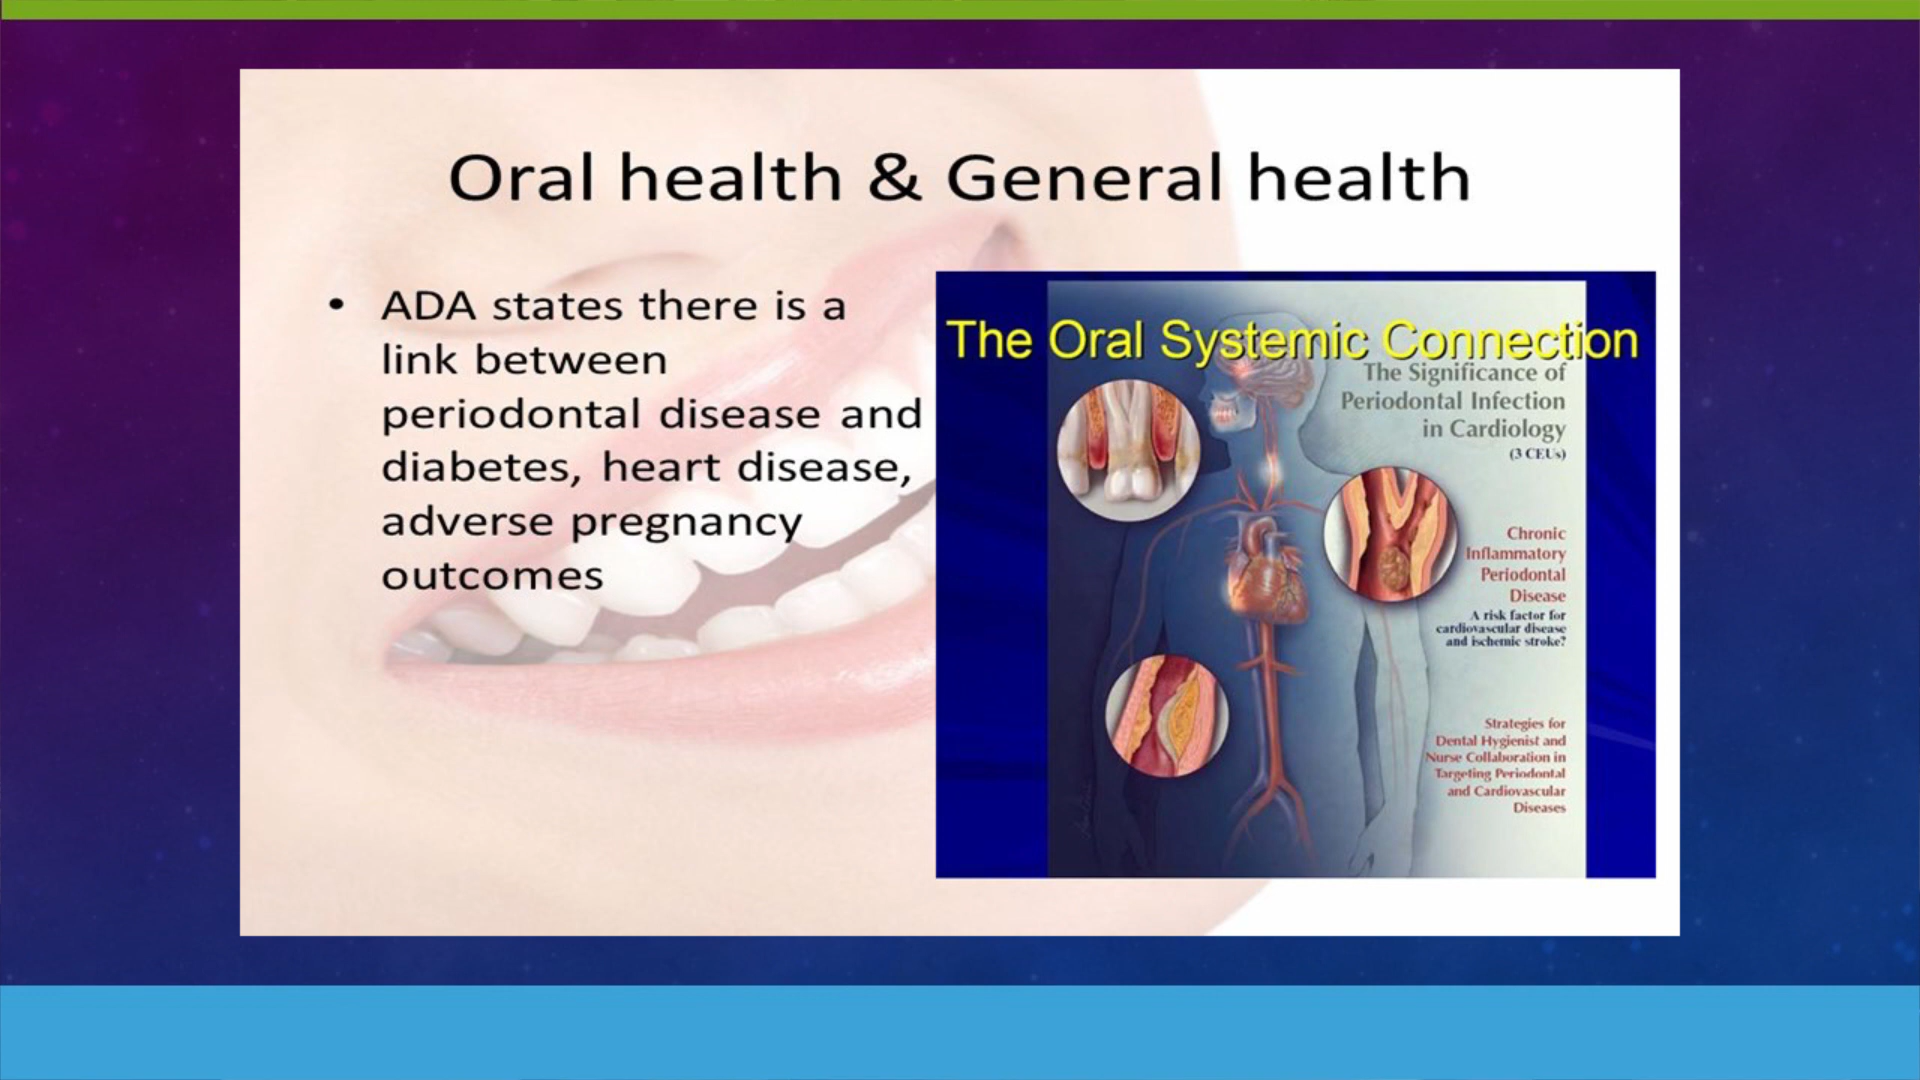 Oral health & General health
• ADA states there is a
link between
periodontal disease and
diabetes, heart disease,
adverse pregnancy
outcomes
The Oral Systemic Connection
The Significance of
Periodontal Infection
in Cardiology
(3 CEUs)
Chronic
Inflammatory
Periodontal
Disease
A risk factor for
cardiovascular disease
and ischemic stroke?
Strategies for
Dental Hygienist and
Nurse Collaboration in
Targeting Periodontal
and Cardiovascular
Diseases